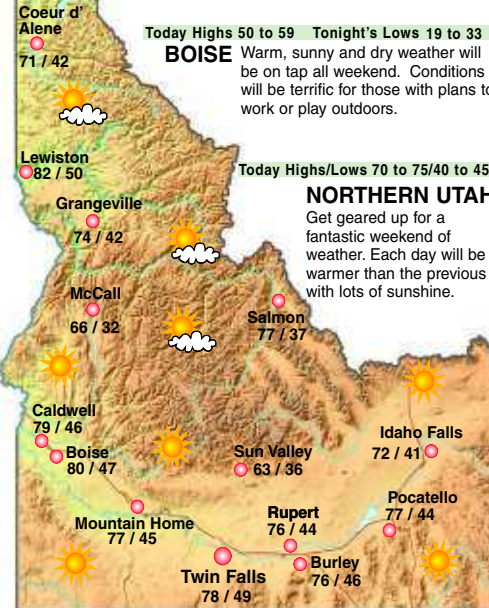 Coeur d'
Alene
71 / 42
Today Highs 50 to 59 Tonight's Lows 19 to 33
BOISE Warm, sunny and dry weather will
be on tap all weekend. Conditions
will be terrific for those with plans to
work or play outdoors.
Lewiston
82 / 50
Today Highs/Lows 70 to 75/40 to 45
NORTHERN UTAH
Get geared up for a
fantastic weekend of
weather. Each day will be
warmer than the previous
with lots of sunshine.
Grangeville
74 / 42
McCall
66 / 32
Salmon
77 / 37
Caldwell
79 / 46
Boise
80 / 47
Sun Valley
63 / 36
Idaho Falls
72 / 41
Mountain Home
77 / 45
Rupert
76 / 44
Pocatello
77 / 44
Twin Falls
78 / 49
Burley
76 / 46